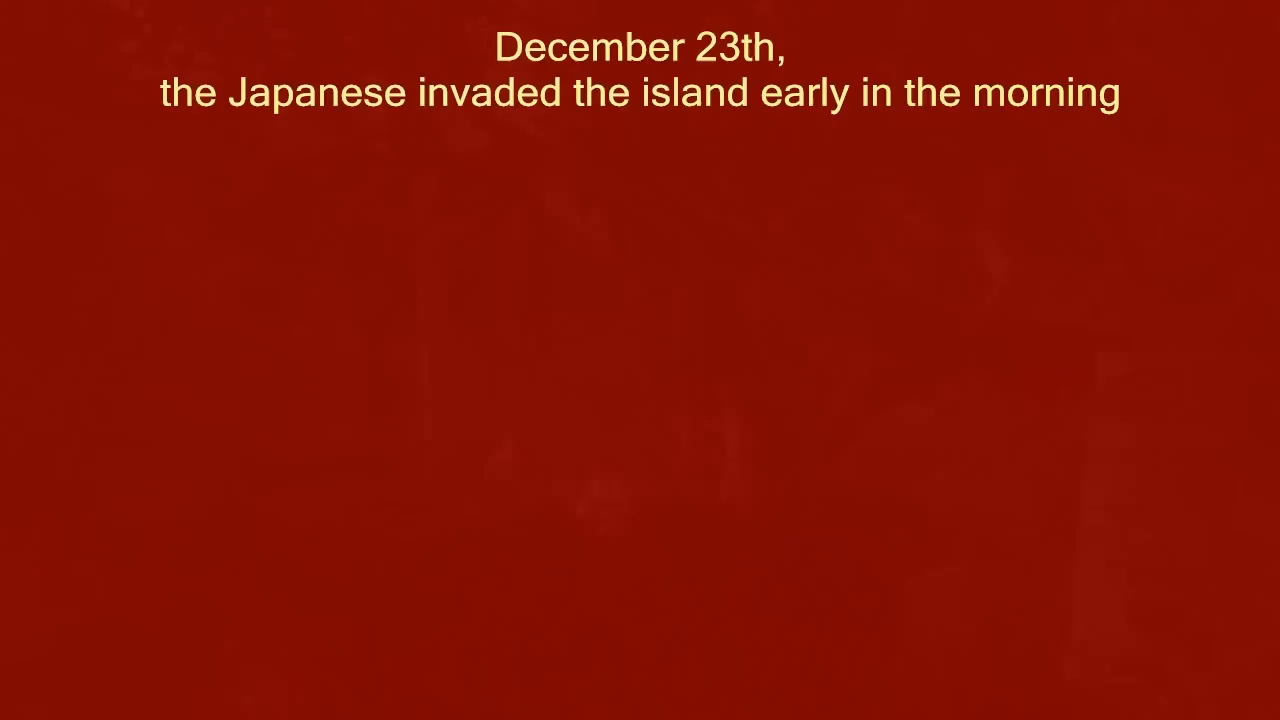 December 23th,
the Japanese invaded the island early in the morning